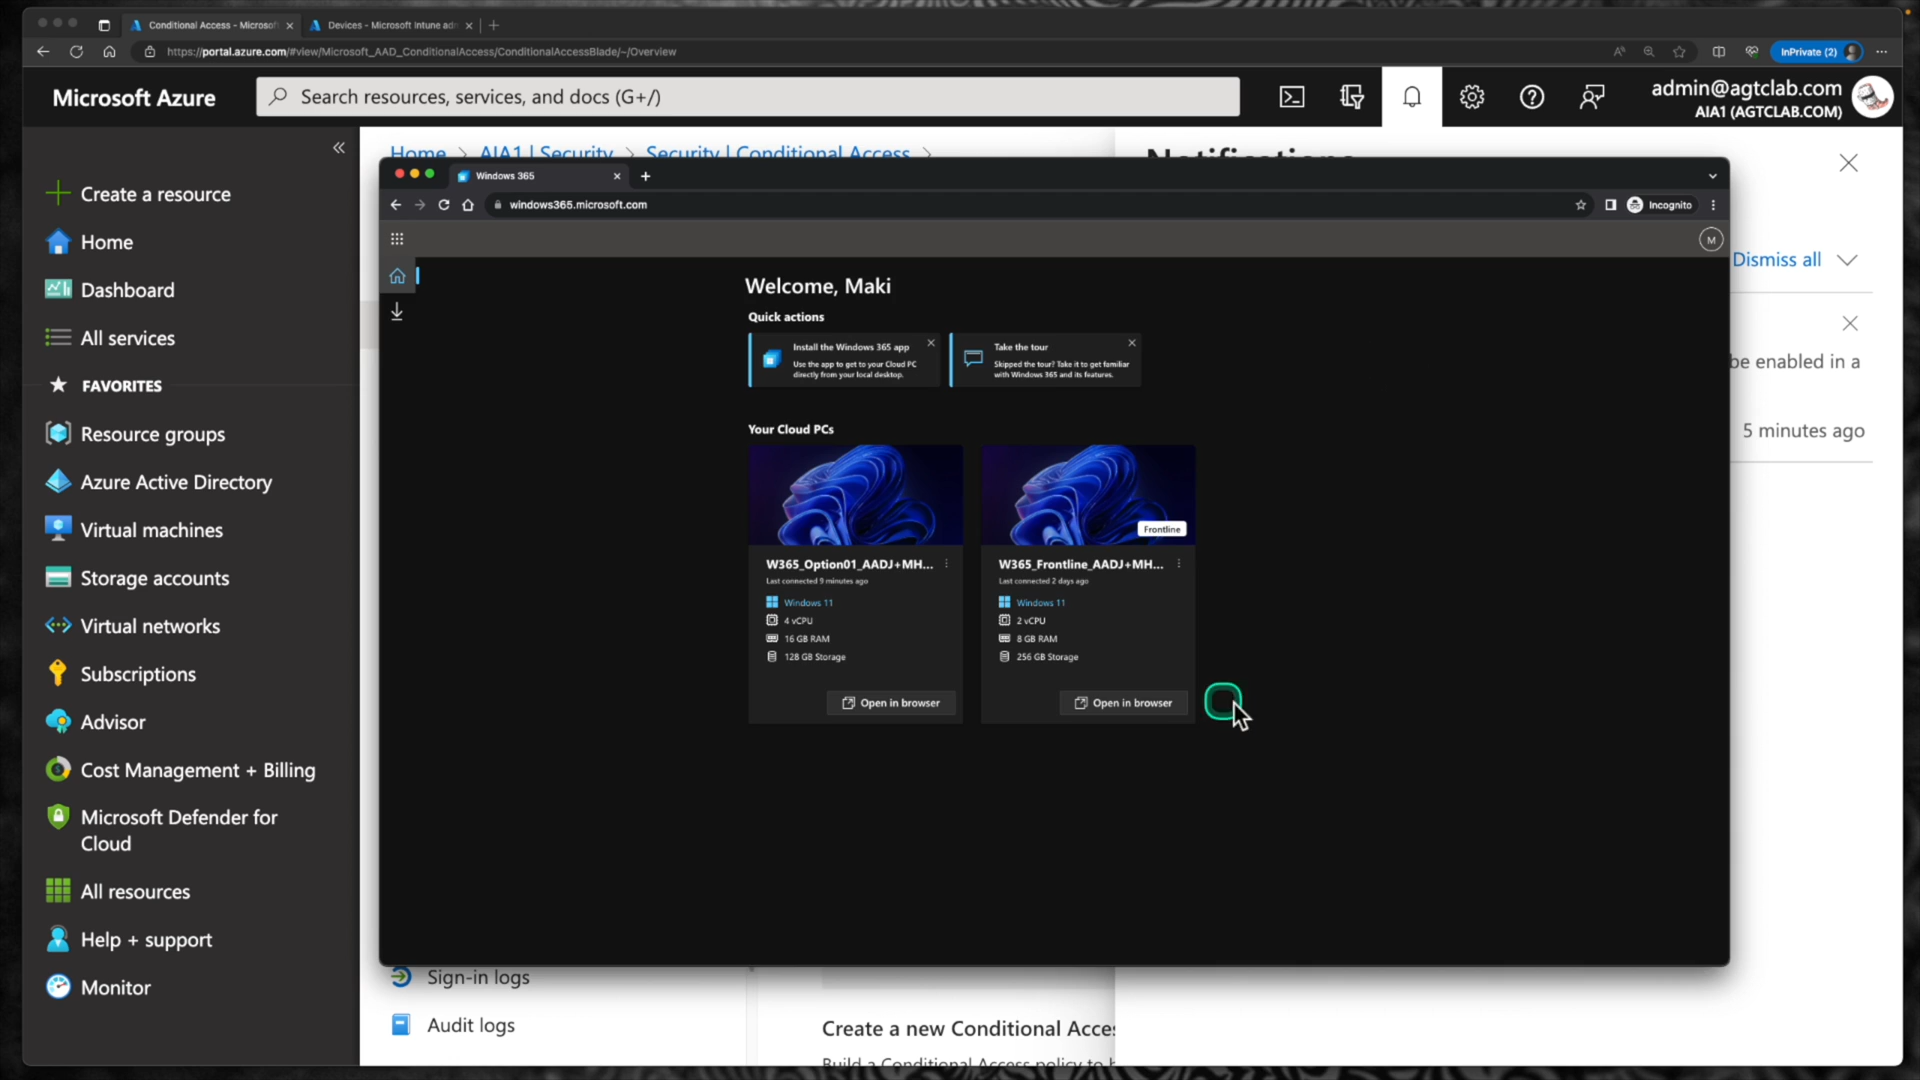 Conditional Access - Microsof
Devices - Microsoft Intune adm
https://portal.azure.com/#view/Microsoft_AAD_ConditionalAccess/ConditionalAccessBlade/~/Overview
InPrivate (2)
Microsoft Azure
Search resources, services, and docs (G+/)
admin@agtclab.com
AIA1 (AGTCLAB.COM)
Create a resource
Home
Dashboard
All services
FAVORITES
Resource groups
Azure Active Directory
Virtual machines
Storage accounts
Virtual networks
Subscriptions
Advisor
Cost Management + Billing
Microsoft Defender for
Cloud
All resources
Help + support
Monitor
Home > AIA1 | Security > Security | Conditional Access >
Notifications
Dismiss all
be enabled in a
5 minutes ago
Windows 365
windows365.microsoft.com
Incognito
M
Welcome, Maki
Quick actions
Install the Windows 365 app
Use the app to get to your Cloud PC
directly from your local desktop.
Take the tour
Skipped the tour? Take it to get familiar
with Windows 365 and its features.
Your Cloud PCs
W365_Option01_AADJ+MH...
Last connected 9 minutes ago
Windows 11
4 vCPU
16 GB RAM
128 GB Storage
Open in browser
Frontline
W365_Frontline_AADJ+MH...
Last connected 2 days ago
Windows 11
2 vCPU
8 GB RAM
256 GB Storage
Open in browser
Sign-in logs
Audit logs
Create a new Conditional Acces
Build a Conditional Access policy to